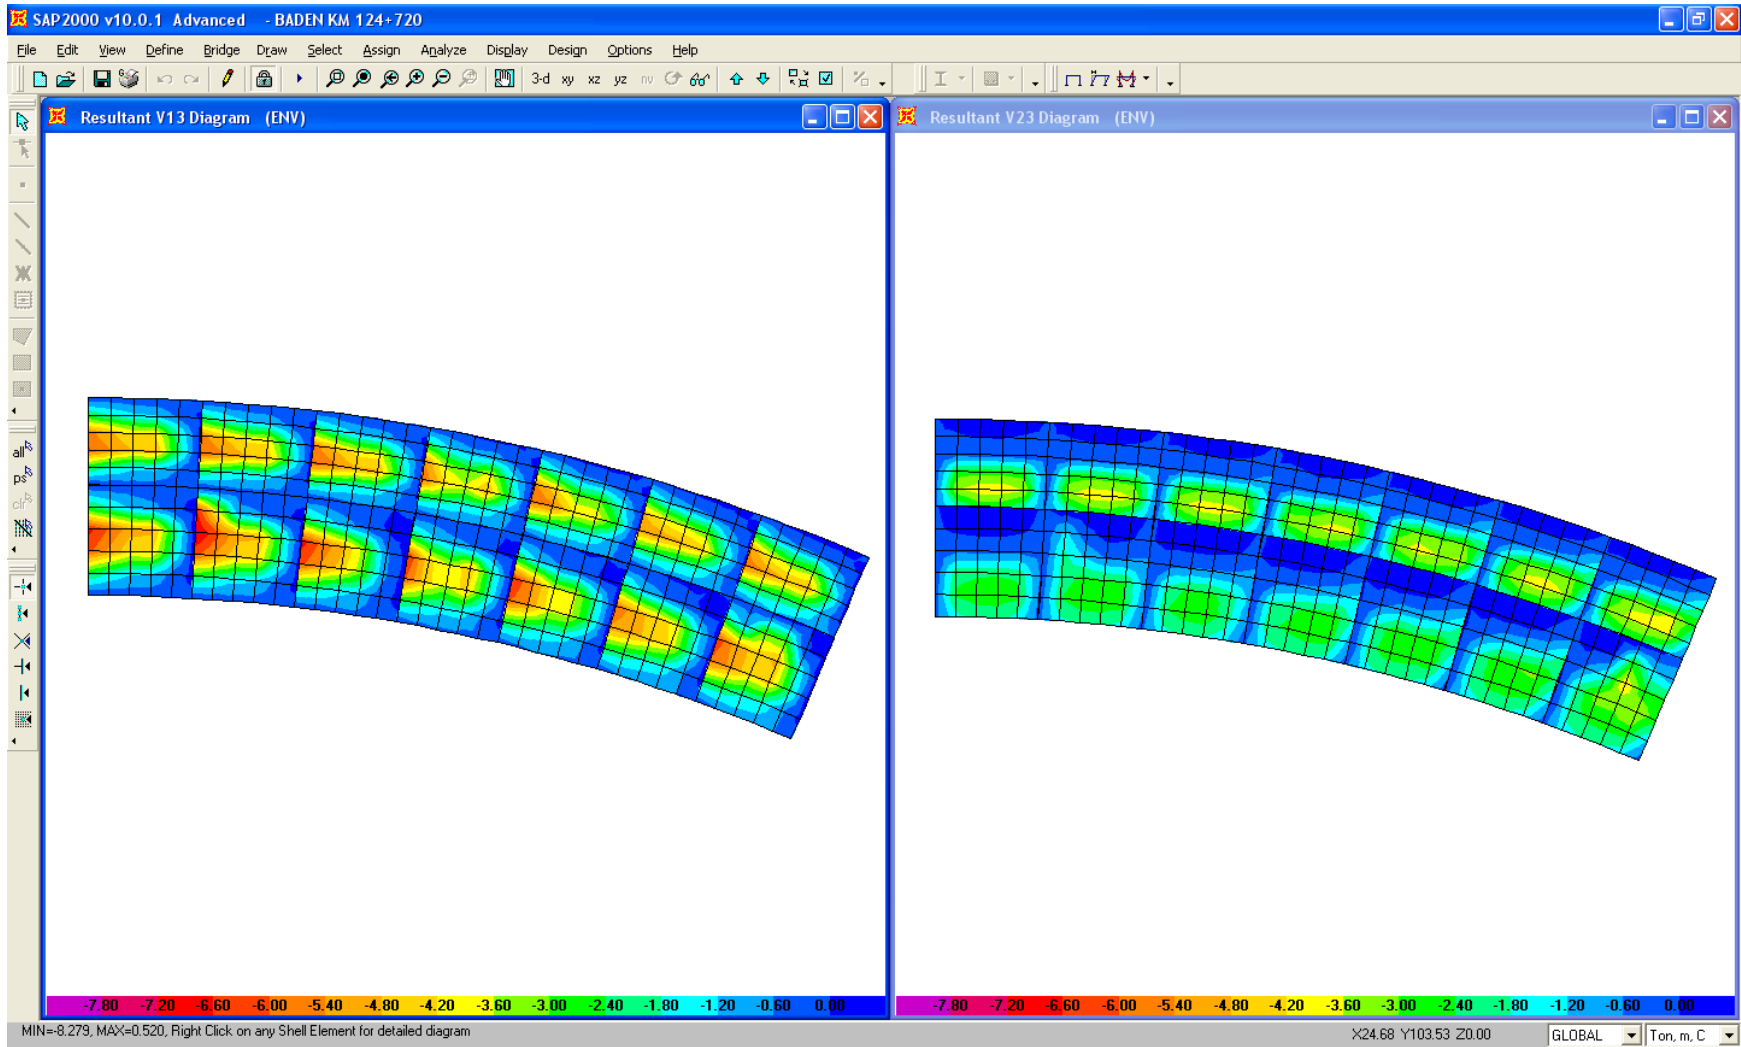 SAP2000 v10.0.1 Advanced - BADEN KM 124+720
File Edit View Define Bridge Draw Select Assign Analyze Display Design Options Help
3-d xy xz yz nv
Resultant V13 Diagram (ENV)
Resultant V23 Diagram (ENV)
all
ps
clr
-7.80 -7.20 -6.60 -6.00 -5.40 -4.80 -4.20 -3.60 -3.00 -2.40 -1.80 -1.20 -0.60 0.00
-7.80 -7.20 -6.60 -6.00 -5.40 -4.80 -4.20 -3.60 -3.00 -2.40 -1.80 -1.20 -0.60 0.00
MIN=-8.279, MAX=0.520, Right Click on any Shell Element for detailed diagram
X24.68 Y103.53 Z0.00
GLOBAL
Ton, m, C